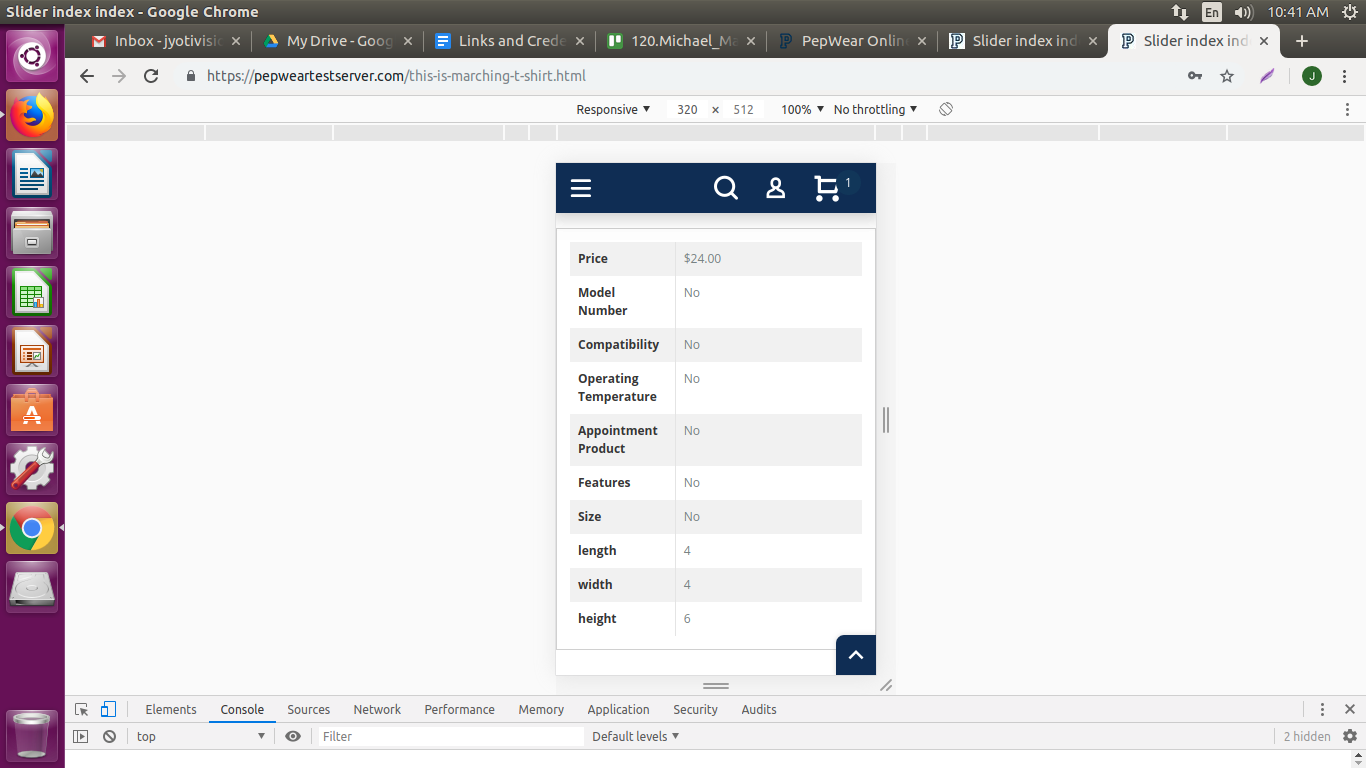 Slider index index - Google Chrome
En
10:41 AM
Inbox - jyotivisi
My Drive - Goog
Links and Crede
120.Michael_Ma
PepWear Onlin
Slider index ind
Slider index ind
https://pepweartestserver.com/this-is-marching-t-shirt.html
J
Responsive
320
×
512
100%
No throttling
1
Price
$24.00
Model
Number
No
Compatibility
No
Operating
Temperature
No
Appointment
Product
No
Features
No
Size
No
length
4
width
4
height
6
Elements
Console
Sources
Network
Performance
Memory
Application
Security
Audits
top
Filter
Default levels
2 hidden